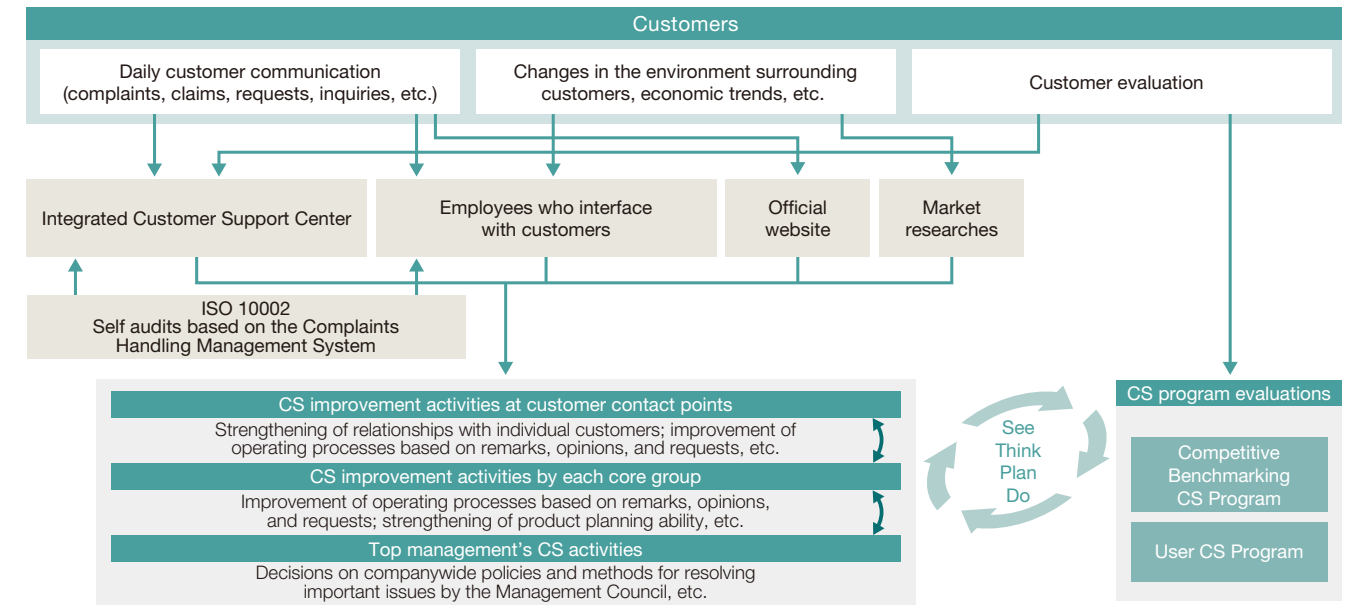 Customers
Daily customer communication
(complaints, claims, requests, inquiries, etc.)
Changes in the environment surrounding
customers, economic trends, etc.
Customer evaluation
Integrated Customer Support Center
Employees who interface
with customers
Official
website
Market
researches
ISO 10002
Self audits based on the Complaints
Handling Management System
CS improvement activities at customer contact points
Strengthening of relationships with individual customers; improvement of
operating processes based on remarks, opinions, and requests, etc.
CS improvement activities by each core group
Improvement of operating processes based on remarks, opinions,
and requests; strengthening of product planning ability, etc.
Top management’s CS activities
Decisions on companywide policies and methods for resolving
important issues by the Management Council, etc.
See
Think
Plan
Do
CS program evaluations
Competitive
Benchmarking
CS Program
User CS Program